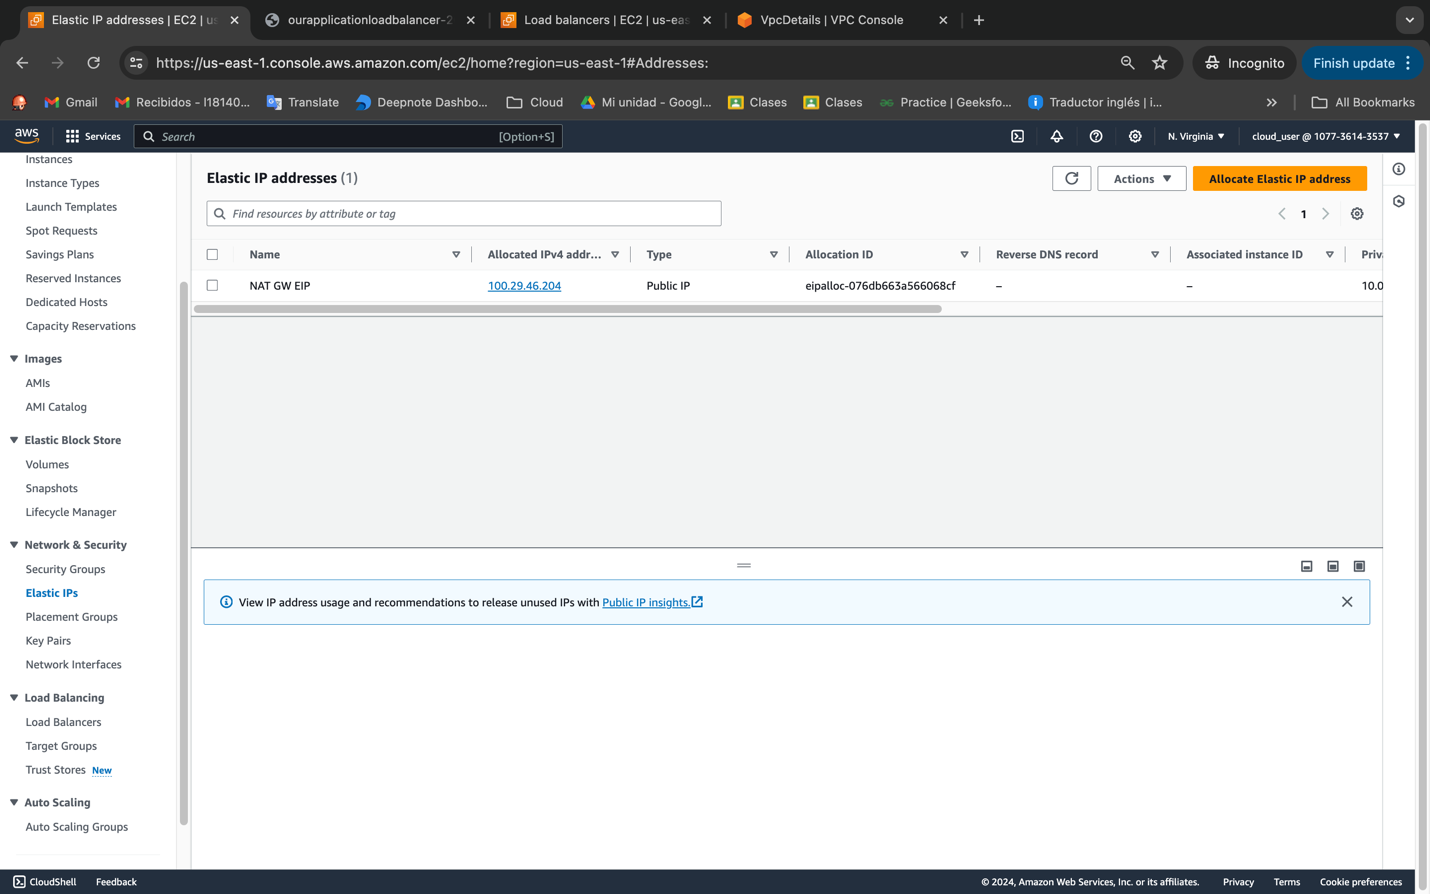 Elastic IP addresses | EC2 | us
ourapplicationloadbalancer-2
Load balancers | EC2 | us-eas
VpcDetails | VPC Console
https://us-east-1.console.aws.amazon.com/ec2/home?region=us-east-1#Addresses:
Incognito
Finish update
Gmail
Recibidos - l18140...
Translate
Deepnote Dashbo...
Cloud
Mi unidad - Googl...
Clases
Clases
Practice | Geeksfo...
Traductor inglés | i...
All Bookmarks
aws
Services
Search
[Option+S]
N. Virginia
cloud_user @ 1077-3614-3537
Instances
Instance Types
Launch Templates
Spot Requests
Savings Plans
Reserved Instances
Dedicated Hosts
Capacity Reservations
Images
AMIs
AMI Catalog
Elastic Block Store
Volumes
Snapshots
Lifecycle Manager
Network & Security
Security Groups
Elastic IPs
Placement Groups
Key Pairs
Network Interfaces
Load Balancing
Load Balancers
Target Groups
Trust Stores New
Auto Scaling
Auto Scaling Groups
Elastic IP addresses (1)
Actions
Allocate Elastic IP address
Find resources by attribute or tag
1
Name
Allocated IPv4 addr...
Type
Allocation ID
Reverse DNS record
Associated instance ID
Priv
NAT GW EIP
100.29.46.204
Public IP
eipalloc-076db663a566068cf
–
–
10.0
View IP address usage and recommendations to release unused IPs with Public IP insights.
CloudShell
Feedback
© 2024, Amazon Web Services, Inc. or its affiliates.
Privacy
Terms
Cookie preferences